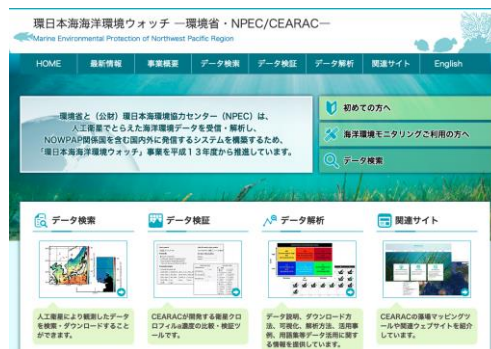 環日本海海洋環境ウォッチ ―環境省・NPEC/CEARAC―
Marine Environmental Protection of Northwest Pacific Region
HOME 最新情報 事業概要 データ検索 データ検証 データ解析 関連サイト English
環境省と（公財）環日本海環境協力センター（NPEC）は、
人工衛星でとらえた海洋環境データを受信・解析し、
NOWPAP関係国を含む国内外に発信するシステムを構築するため、
「環日本海海洋環境ウォッチ」事業を平成１３年度から推進しています。
初めての方へ
海洋環境モニタリングご利用の方へ
データ検索
データ検索
人工衛星により観測したデータ
を検索・ダウンロードすること
ができます。
データ検証
CEARACが開発する衛星クロ
ロフィルa濃度の比較・検証ツ
ールです。
データ解析
データ説明、ダウンロード方
法、可視化、解析方法、活用事
例、用語集等データ活用に関す
る情報を提供しています。
関連サイト
CEARACの藻場マッピングツ
ールや関連ウェブサイトを紹介
しています。